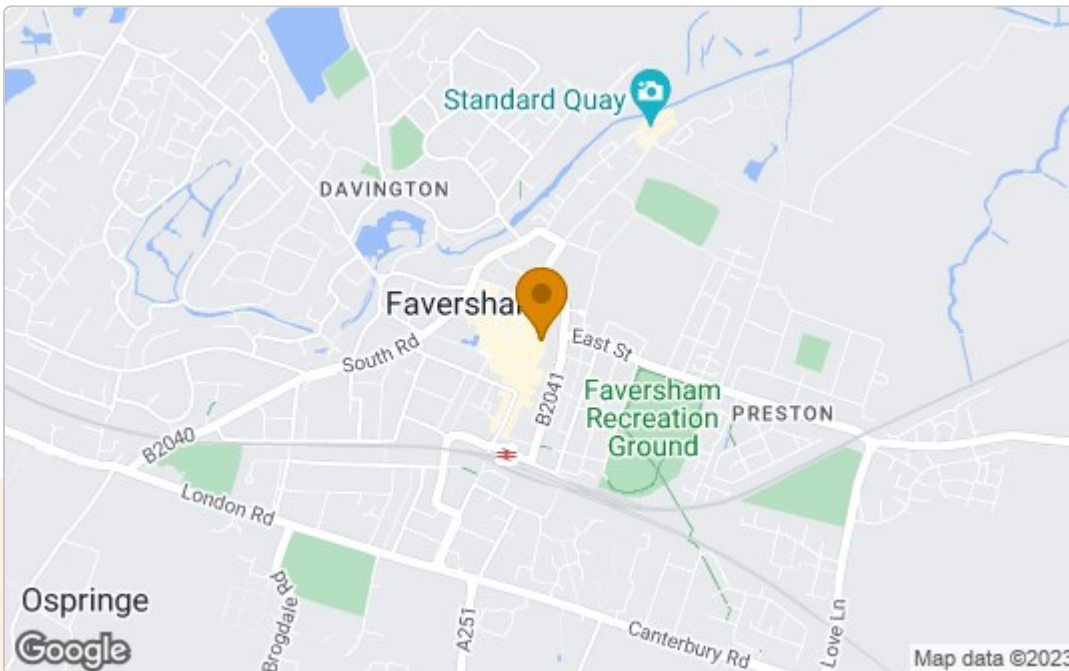 Standard Quay
DAVINGTON
Faversha
South Rd
East St
B2041
Faversham
Recreation
Ground
PRESTON
B2040
London Rd
Ospringe
Brogdale Rd
A251
Canterbury Rd
Love Ln
Google
Map data ©2023